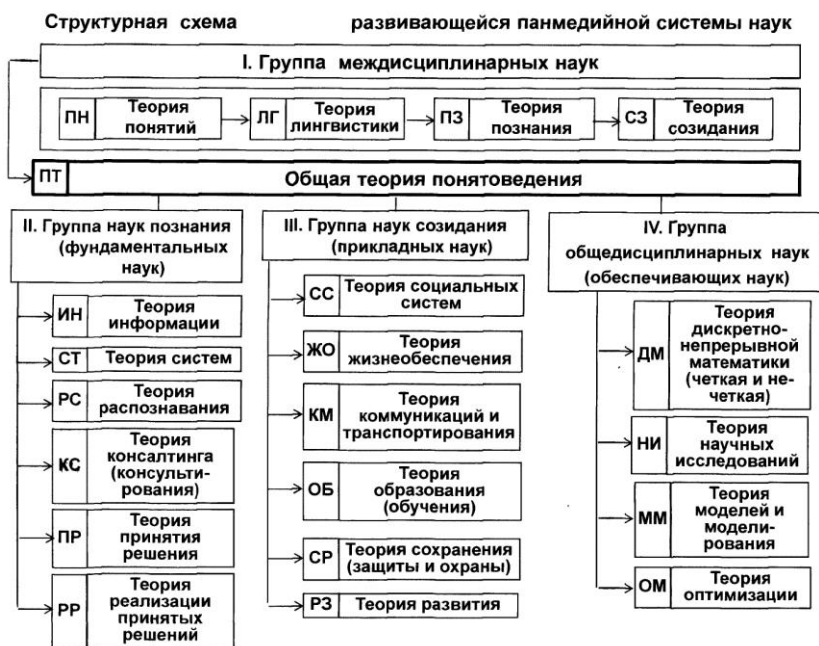 Структурная схема развивающейся панмедийной системы наук
I. Группа междисциплинарных наук
ПН
Теория
понятий
ЛГ
Теория
лингвистики
ПЗ
Теория
познания
СЗ
Теория
созидания
ПТ
Общая теория понятоведения
II. Группа наук познания
(фундаментальных
наук)
ИН
Теория
информации
СТ
Теория систем
РС
Теория
распознавания
КС
Теория
консалтинга
(консульти-
рования)
ПР
Теория
принятия
решения
РР
Теория
реализации
принятых
решений
III. Группа наук созидания
(прикладных наук)
СС
Теория социальных
систем
ЖО
Теория
жизнеобеспечения
КМ
Теория
коммуникаций и
транспортирования
ОБ
Теория
образования
(обучения)
СР
Теория сохранения
(защиты и охраны)
РЗ
Теория развития
IV. Группа
общедисциплинарных наук
(обеспечивающих наук)
ДМ
Теория
дискретно-
непрерывной
математики
(четкая и не-
четкая)
НИ
Теория
научных
исследований
ММ
Теория
моделей и
модели-
рования
ОМ
Теория
оптимизации